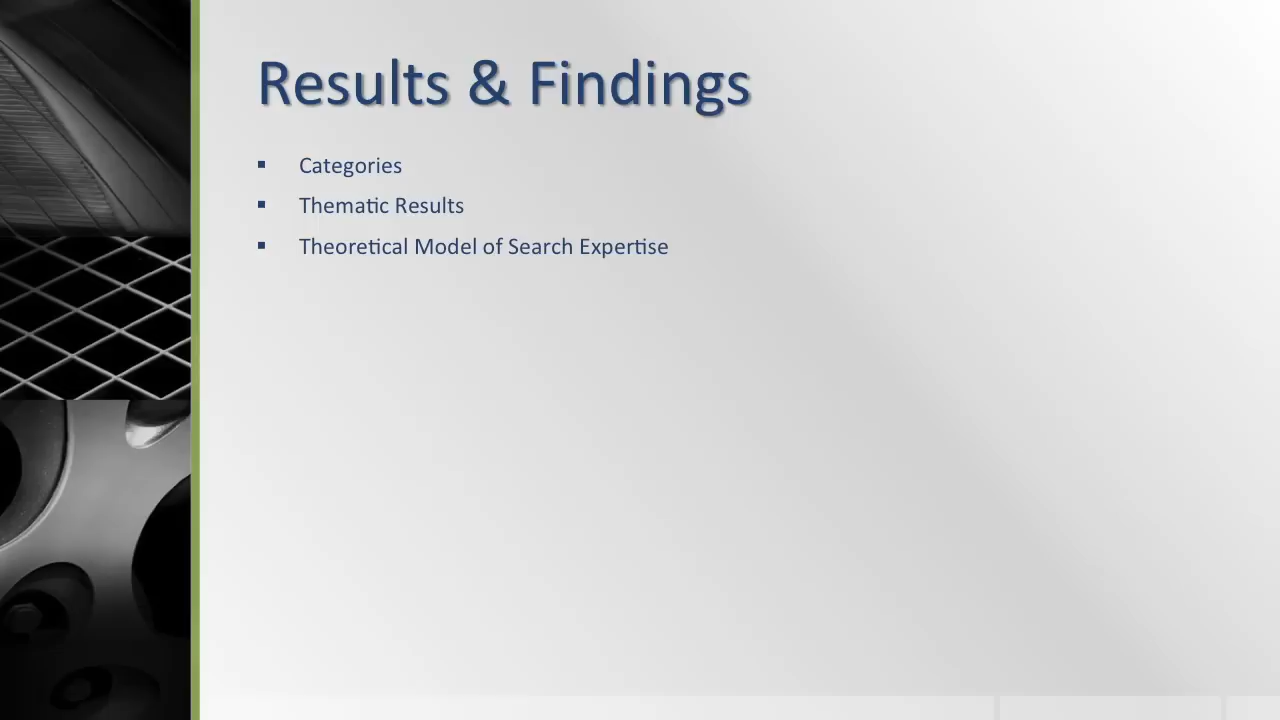 Results & Findings
▪ Categories
▪ Thematic Results
▪ Theoretical Model of Search Expertise